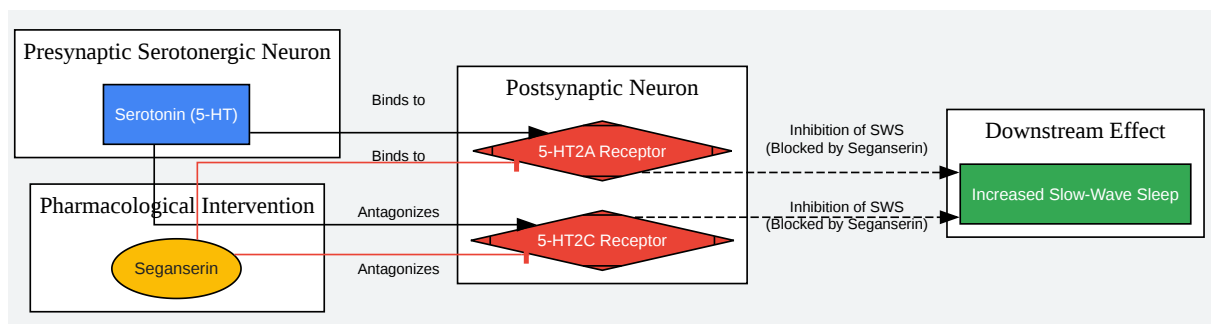 Presynaptic Serotonergic Neuron
Serotonin (5-HT)
Binds to
Binds to
Pharmacological Intervention
Seganserin
Antagonizes
Antagonizes
Postsynaptic Neuron
5-HT2A Receptor
5-HT2C Receptor
Inhibition of SWS
(Blocked by Seganserin)
Inhibition of SWS
(Blocked by Seganserin)
Downstream Effect
Increased Slow-Wave Sleep